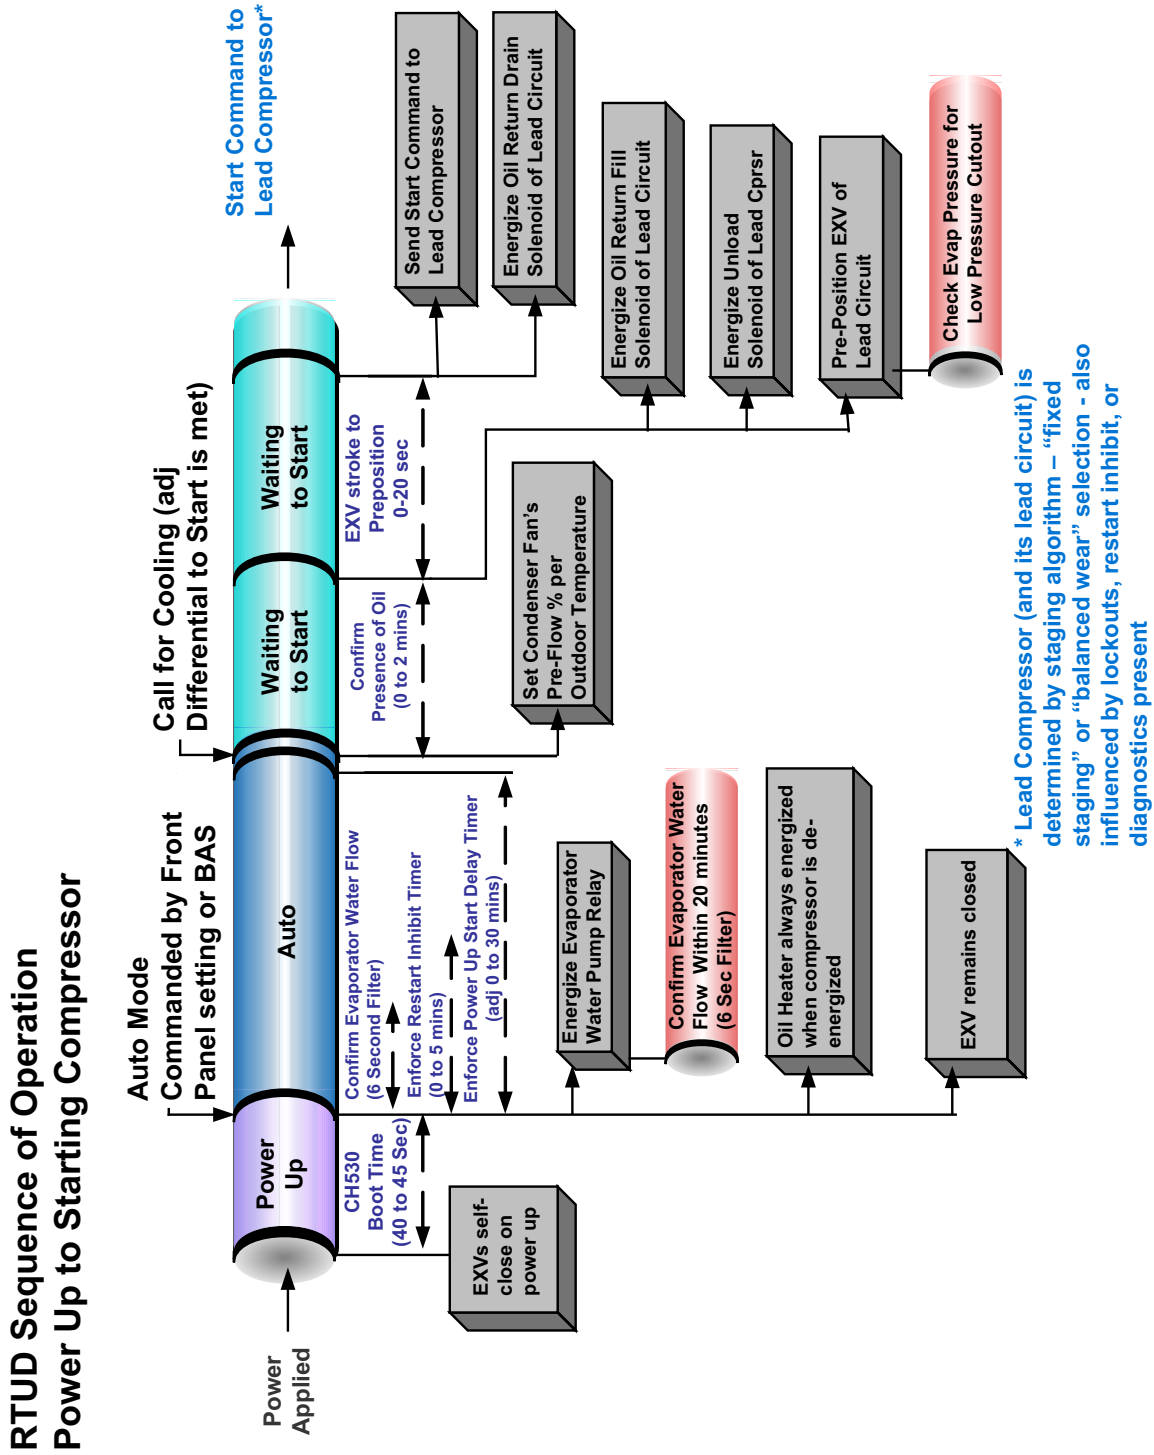 RTUD Sequence of Operation
Power Up to Starting Compressor
Auto Mode
Commanded by Front
Panel setting or BAS
Call for Cooling (adj
Differential to Start is met)
Start Command to
Lead Compressor*
Power
Applied
Power
Up
Auto
Waiting
to Start
Waiting
to Start
CH530
Boot Time
(40 to 45 Sec)
Confirm Evaporator Water Flow
(6 Second Filter)
Enforce Restart Inhibit Timer
(0 to 5 mins)
Enforce Power Up Start Delay Timer
(adj 0 to 30 mins)
Confirm
Presence of Oil
(0 to 2 mins)
EXV stroke to
Preposition
0-20 sec
EXVs self-
close on
power up
Energize Evaporator
Water Pump Relay
Confirm Evaporator Water
Flow Within 20 minutes
(6 Sec Filter)
Oil Heater always energized
when compressor is de-
energized
EXV remains closed
Set Condenser Fan's
Pre-Flow % per
Outdoor Temperature
Send Start Command to
Lead Compressor
Energize Oil Return Drain
Solenoid of Lead Circuit
Energize Oil Return Fill
Solenoid of Lead Circuit
Energize Unload
Solenoid of Lead Cprsr
Pre-Position EXV of
Lead Circuit
Check Evap Pressure for
Low Pressure Cutout
* Lead Compressor (and its lead circuit) is
determined by staging algorithm – “fixed
staging” or “balanced wear” selection - also
influenced by lockouts, restart inhibit, or
diagnostics present